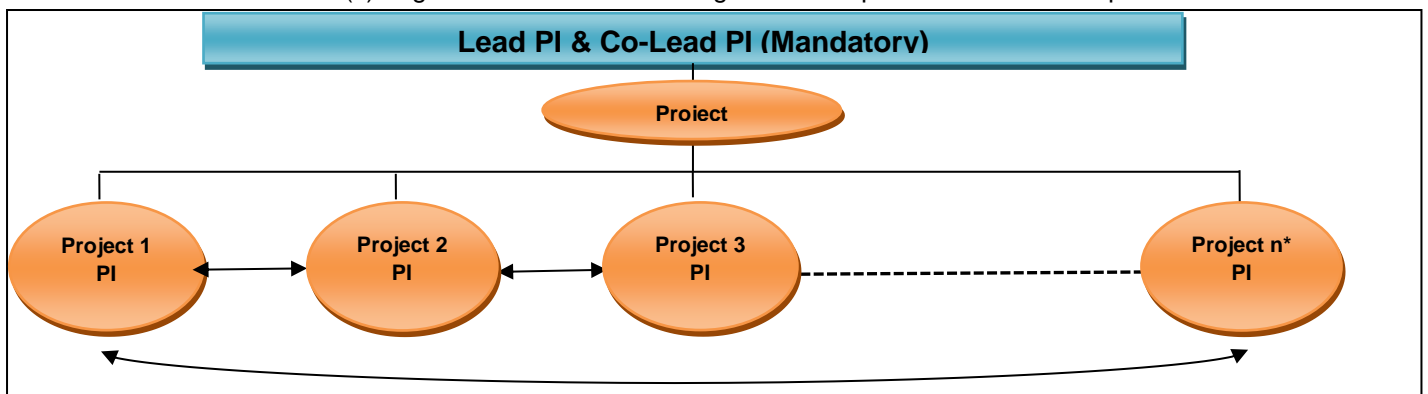 Lead PI & Co-Lead PI (Mandatory)
Project
Project 1
PI
Project 2
PI
Project 3
PI
Project n*
PI